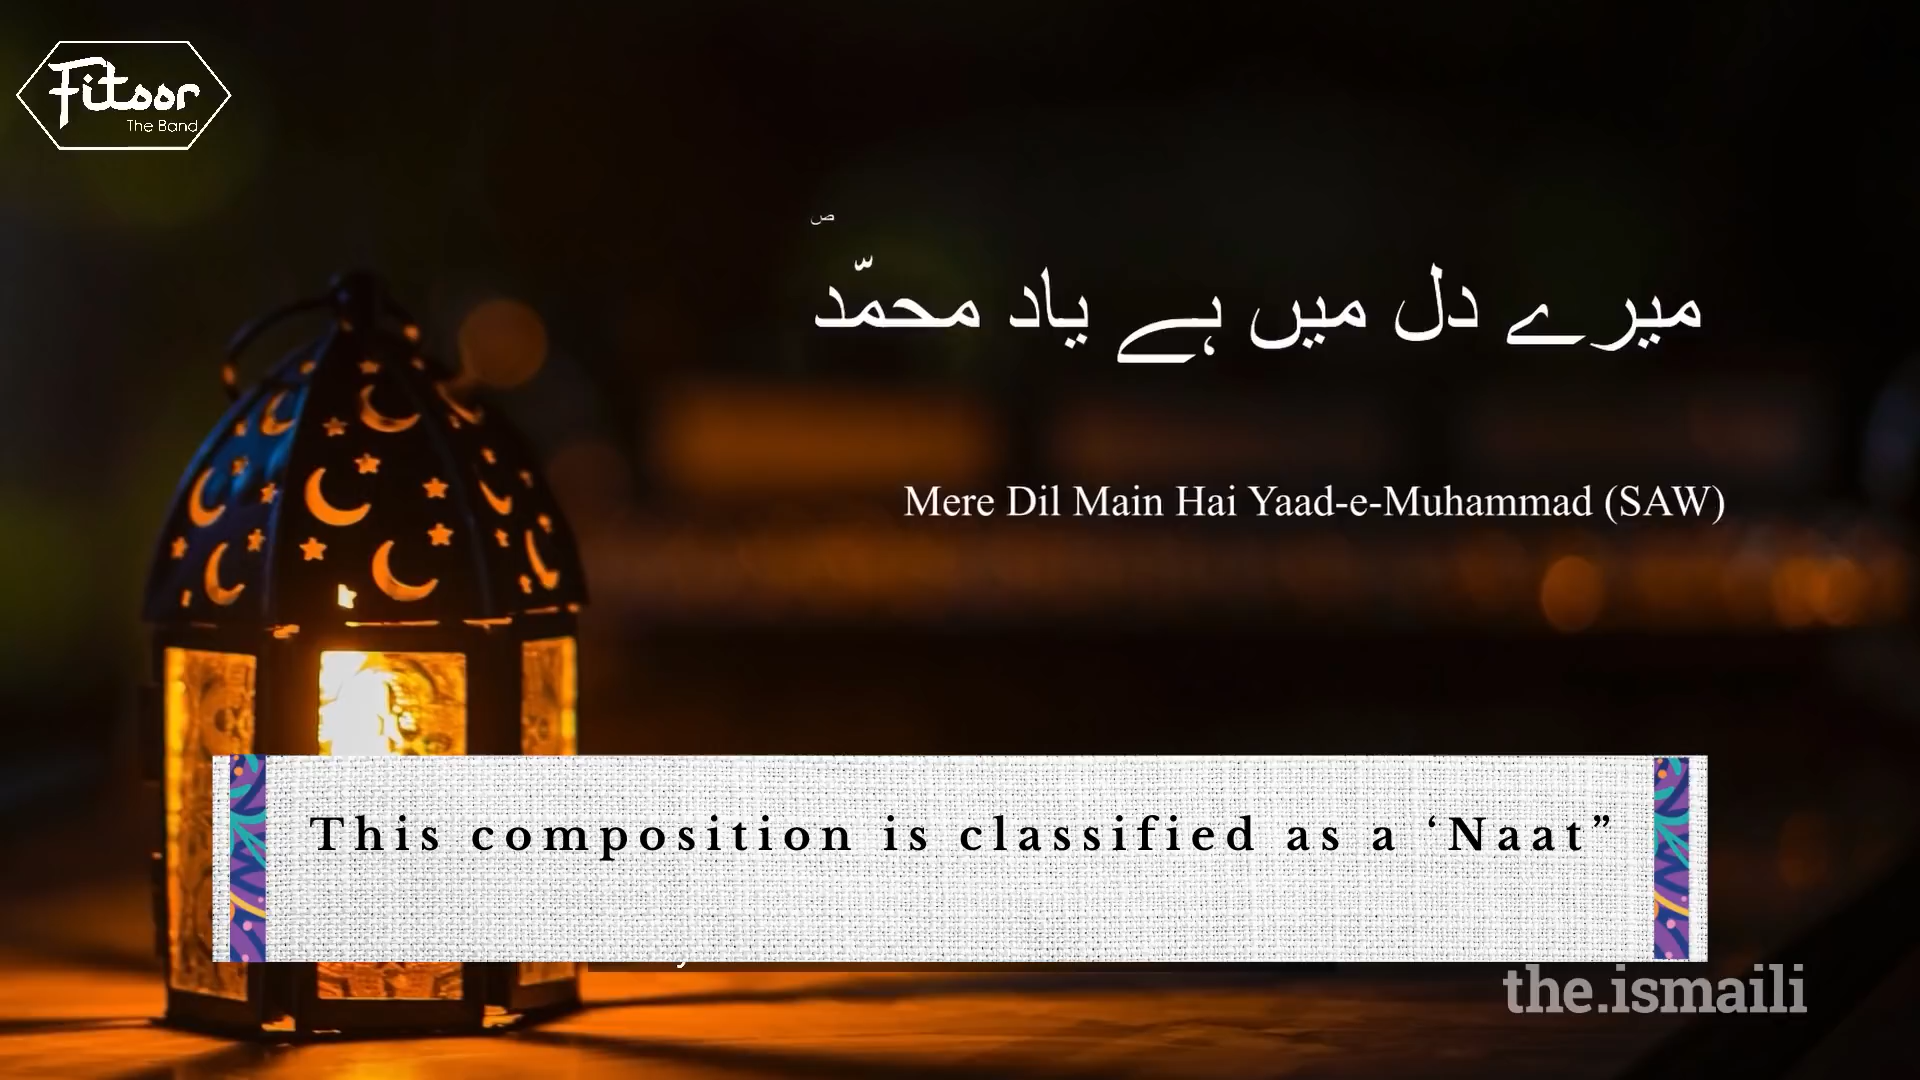 Fitoor
The Band
میرے دل میں ہے یاد محمّدؐ
Mere Dil Main Hai Yaad-e-Muhammad (SAW)
This composition is classified as a ‘Naat”
the.ismaili